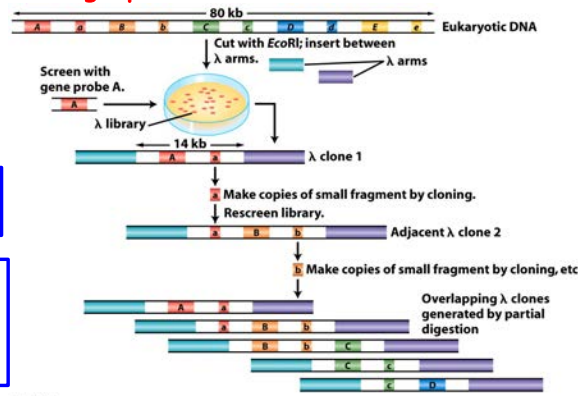 80 kb
A a B b C c D d E e Eukaryotic DNA
Cut with EcoRI; insert between
λ arms.
λ arms
Screen with
gene probe A.
A
λ library
14 kb
A a λ clone 1
a Make copies of small fragment by cloning.
Rescreen library.
a B b Adjacent λ clone 2
b Make copies of small fragment by cloning, etc
Overlapping λ clones
generated by partial
digestion
A a
a B b
B b C
C c
c D